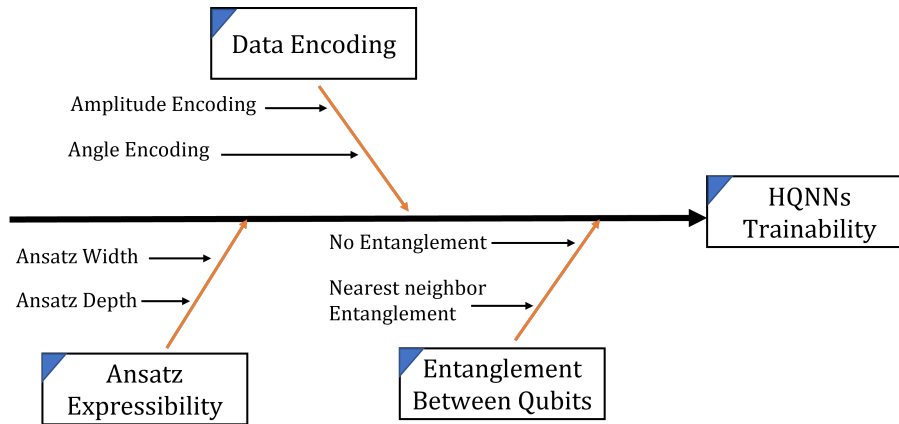 Data Encoding
Amplitude Encoding
Angle Encoding
HQNNs
Trainability
Ansatz Width
Ansatz Depth
No Entanglement
Nearest neighbor
Entanglement
Ansatz
Expressibility
Entanglement
Between Qubits